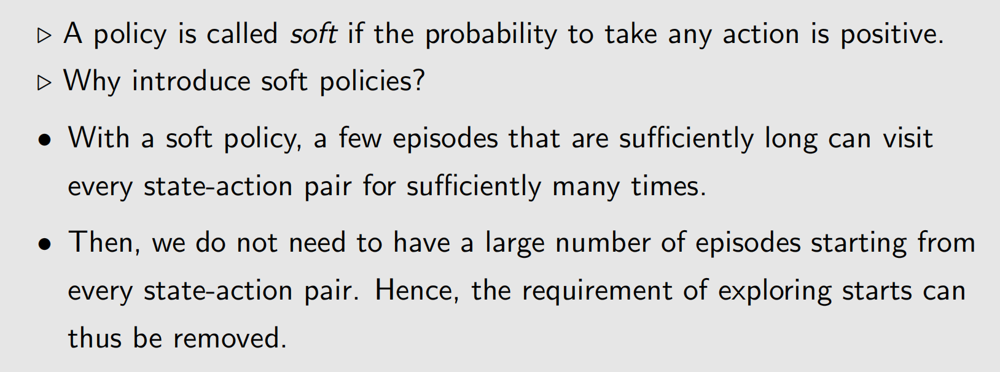 ▷ A policy is called soft if the probability to take any action is positive.
▷ Why introduce soft policies?
• With a soft policy, a few episodes that are sufficiently long can visit
every state-action pair for sufficiently many times.
• Then, we do not need to have a large number of episodes starting from
every state-action pair. Hence, the requirement of exploring starts can
thus be removed.